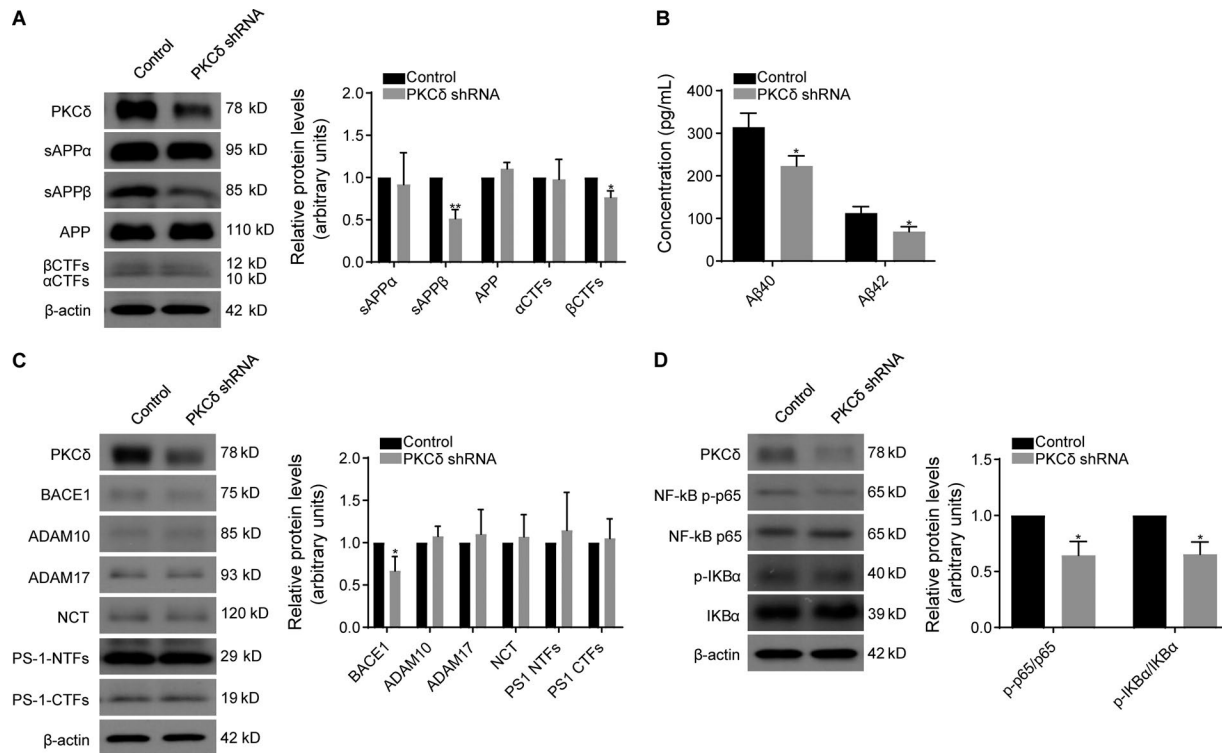 A
Control
PKCδ shRNA
PKCδ
78 kD
sAPPα
95 kD
sAPPβ
85 kD
APP
110 kD
βCTFs
12 kD
αCTFs
10 kD
β-actin
42 kD
Control
PKCδ shRNA
Relative protein levels
(arbitrary units)
2.0
1.5
1.0
0.5
0.0
**
*
sAPPα
sAPPβ
APP
αCTFs
βCTFs
B
Control
PKCδ shRNA
Concentration (pg/mL)
400
300
200
100
0
*
*
Aβ40
Aβ42
C
Control
PKCδ shRNA
PKCδ
78 kD
BACE1
75 kD
ADAM10
85 kD
ADAM17
93 kD
NCT
120 kD
PS-1-NTFs
29 kD
PS-1-CTFs
19 kD
β-actin
42 kD
Control
PKCδ shRNA
Relative protein levels
(arbitrary units)
2.0
1.5
1.0
0.5
0.0
*
BACE1
ADAM10
ADAM17
NCT
PS1 NTFs
PS1 CTFs
D
Control
PKCδ shRNA
PKCδ
78 kD
NF-kB p-p65
65 kD
NF-kB p65
65 kD
p-IKBα
40 kD
IKBα
39 kD
β-actin
42 kD
Control
PKCδ shRNA
Relative protein levels
(arbitrary units)
1.5
1.0
0.5
0.0
*
*
p-p65/p65
p-IKBα/IKBα